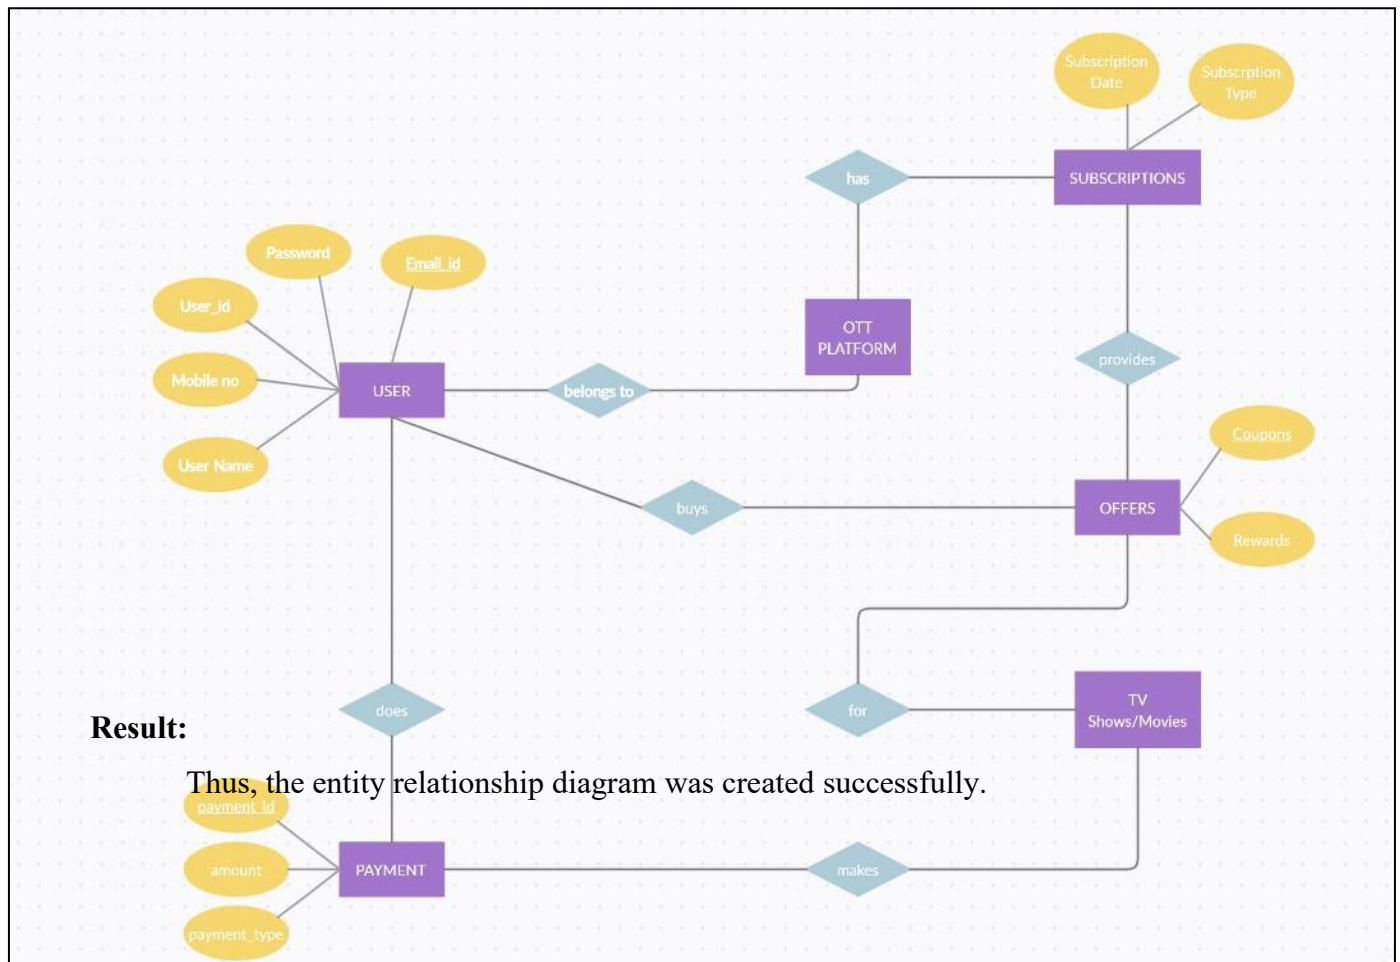 Subscription
Date
Subscrption
Type
has
SUBSCRIPTIONS
Password
Email_id
User_id
OTT
PLATFORM
provides
Mobile no
USER
belongs to
Coupons
User Name
buys
OFFERS
Rewards
does
for
TV
Shows/Movies
Result:
Thus, the entity relationship diagram was created successfully.
payment_id
amount
PAYMENT
makes
payment_type